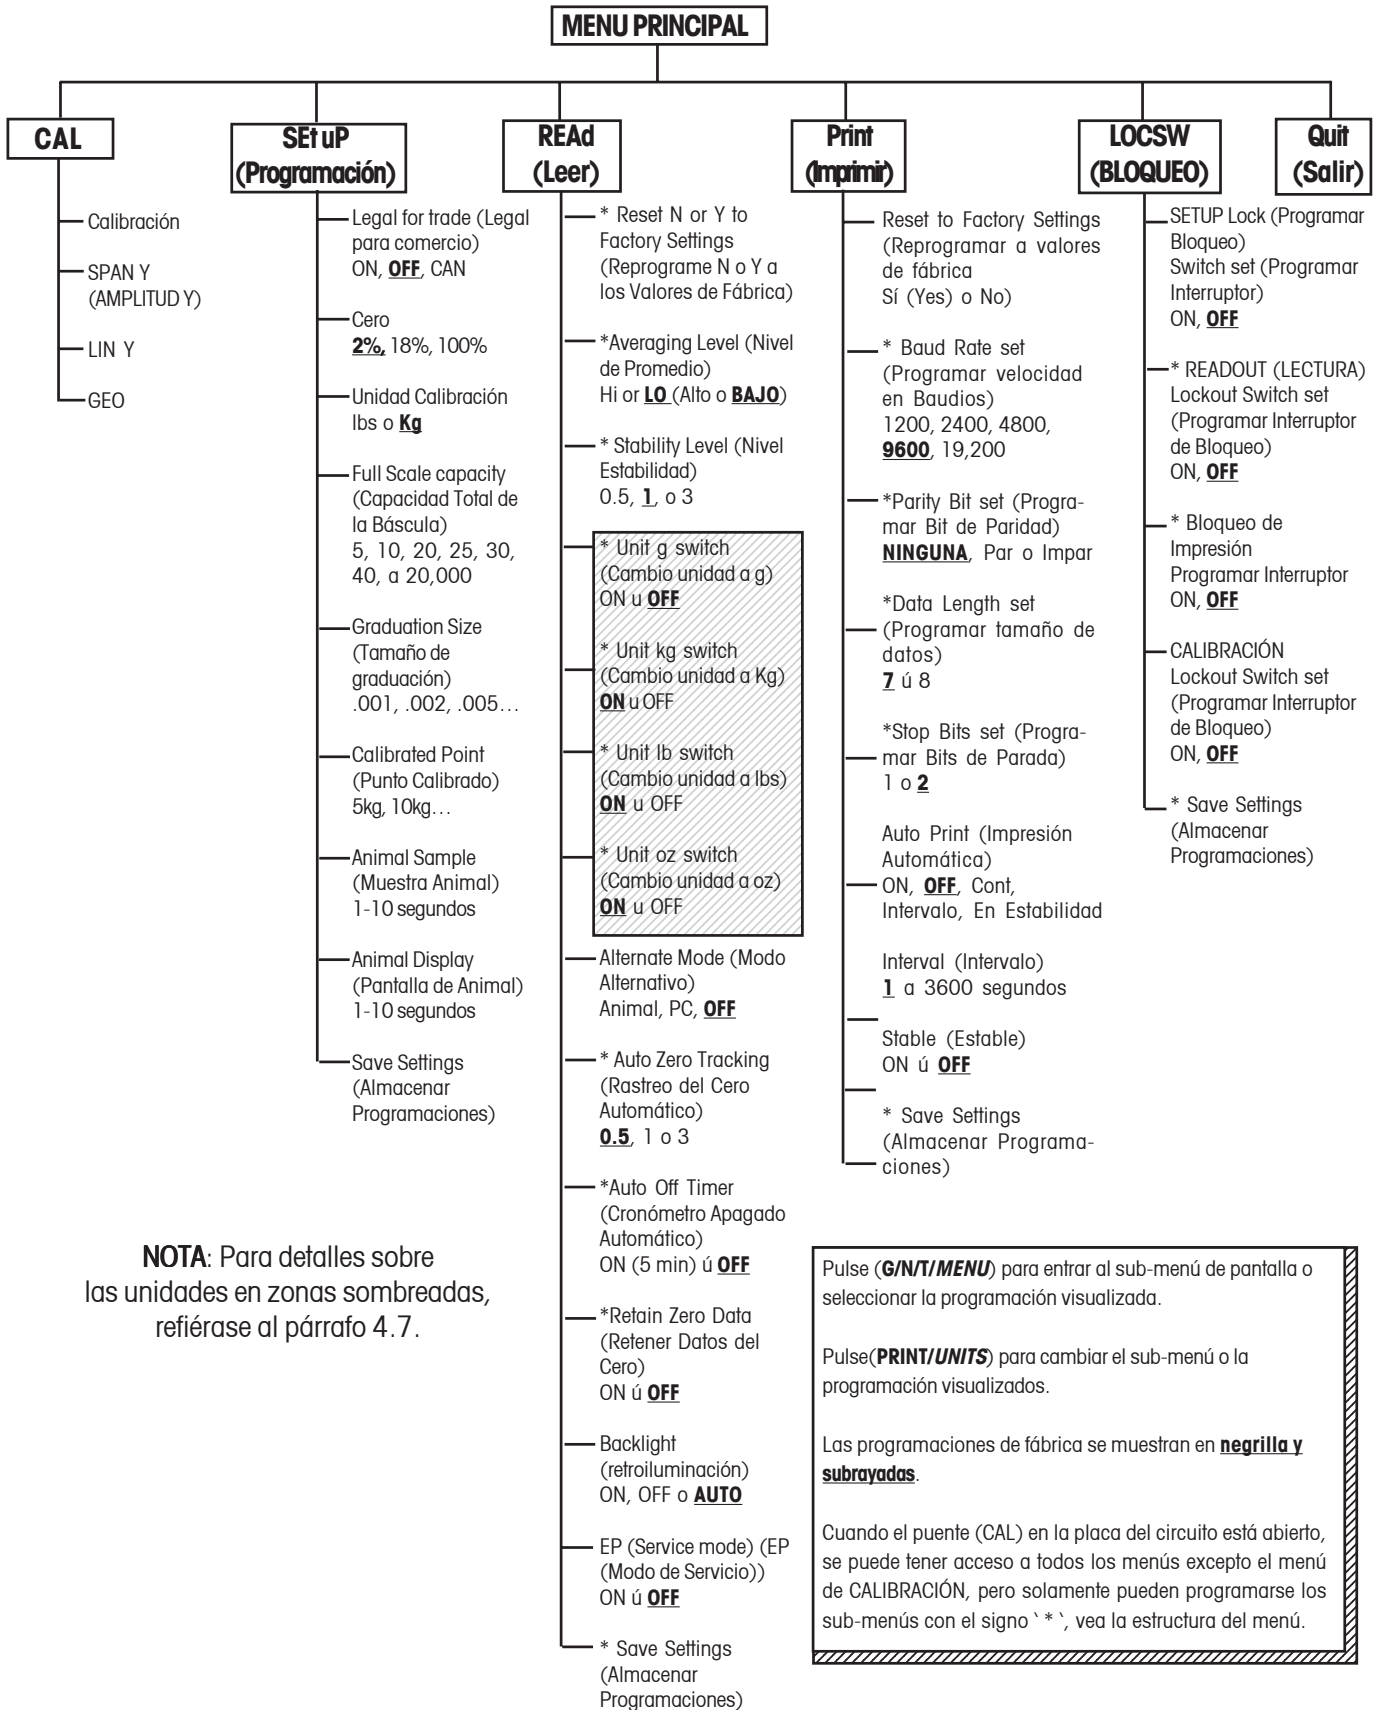 MENU PRINCIPAL
CAL
Calibración
SPAN Y
(AMPLITUD Y)
LIN Y
GEO
SEt uP
(Programación)
Legal for trade (Legal
para comercio)
ON, OFF, CAN
Cero
2%, 18%, 100%
Unidad Calibración
lbs o Kg
Full Scale capacity
(Capacidad Total de
la Báscula)
5, 10, 20, 25, 30,
40, a 20,000
Graduation Size
(Tamaño de
graduación)
.001, .002, .005...
Calibrated Point
(Punto Calibrado)
5kg, 10kg...
Animal Sample
(Muestra Animal)
1-10 segundos
Animal Display
(Pantalla de Animal)
1-10 segundos
Save Settings
(Almacenar
Programaciones)
REAd
(Leer)
* Reset N or Y to
Factory Settings
(Reprograme N o Y a
los Valores de Fábrica)
*Averaging Level (Nivel
de Promedio)
Hi or LO (Alto o BAJO)
* Stability Level (Nivel
Estabilidad)
0.5, 1, o 3
* Unit g switch
(Cambio unidad a g)
ON u OFF
* Unit kg switch
(Cambio unidad a Kg)
ON u OFF
* Unit lb switch
(Cambio unidad a lbs)
ON u OFF
* Unit oz switch
(Cambio unidad a oz)
ON u OFF
Alternate Mode (Modo
Alternativo)
Animal, PC, OFF
* Auto Zero Tracking
(Rastreo del Cero
Automático)
0.5, 1 o 3
*Auto Off Timer
(Cronómetro Apagado
Automático)
ON (5 min) ú OFF
*Retain Zero Data
(Retener Datos del
Cero)
ON ú OFF
Backlight
(retroiluminación)
ON, OFF o AUTO
EP (Service mode) (EP
(Modo de Servicio))
ON ú OFF
* Save Settings
(Almacenar
Programaciones)
Print
(Imprimir)
Reset to Factory Settings
(Reprogramar a valores
de fábrica
Sí (Yes) o No)
* Baud Rate set
(Programar velocidad
en Baudios)
1200, 2400, 4800,
9600, 19,200
*Parity Bit set (Progra-
mar Bit de Paridad)
NINGUNA, Par o Impar
*Data Length set
(Programar tamaño de
datos)
7 ú 8
*Stop Bits set (Progra-
mar Bits de Parada)
1 o 2
Auto Print (Impresión
Automática)
ON, OFF, Cont,
Intervalo, En Estabilidad
Interval (Intervalo)
1 a 3600 segundos
Stable (Estable)
ON ú OFF
* Save Settings
(Almacenar Programa-
ciones)
LOCSW
(BLOQUEO)
SETUP Lock (Programar
Bloqueo)
Switch set (Programar
Interruptor)
ON, OFF
* READOUT (LECTURA)
Lockout Switch set
(Programar Interruptor
de Bloqueo)
ON, OFF
* Bloqueo de
Impresión
Programar Interruptor
ON, OFF
CALIBRACIÓN
Lockout Switch set
(Programar Interruptor
de Bloqueo)
ON, OFF
* Save Settings
(Almacenar
Programaciones)
Quit
(Salir)
NOTA: Para detalles sobre
las unidades en zonas sombreadas,
refiérase al párrafo 4.7.
Pulse (G/N/T/MENU) para entrar al sub-menú de pantalla o
seleccionar la programación visualizada.
Pulse(PRINT/UNITS) para cambiar el sub-menú o la
programación visualizados.
Las programaciones de fábrica se muestran en negrilla y
subrayadas.
Cuando el puente (CAL) en la placa del circuito está abierto,
se puede tener acceso a todos los menús excepto el menú
de CALIBRACIÓN, pero solamente pueden programarse los
sub-menús con el signo ` * `, vea la estructura del menú.